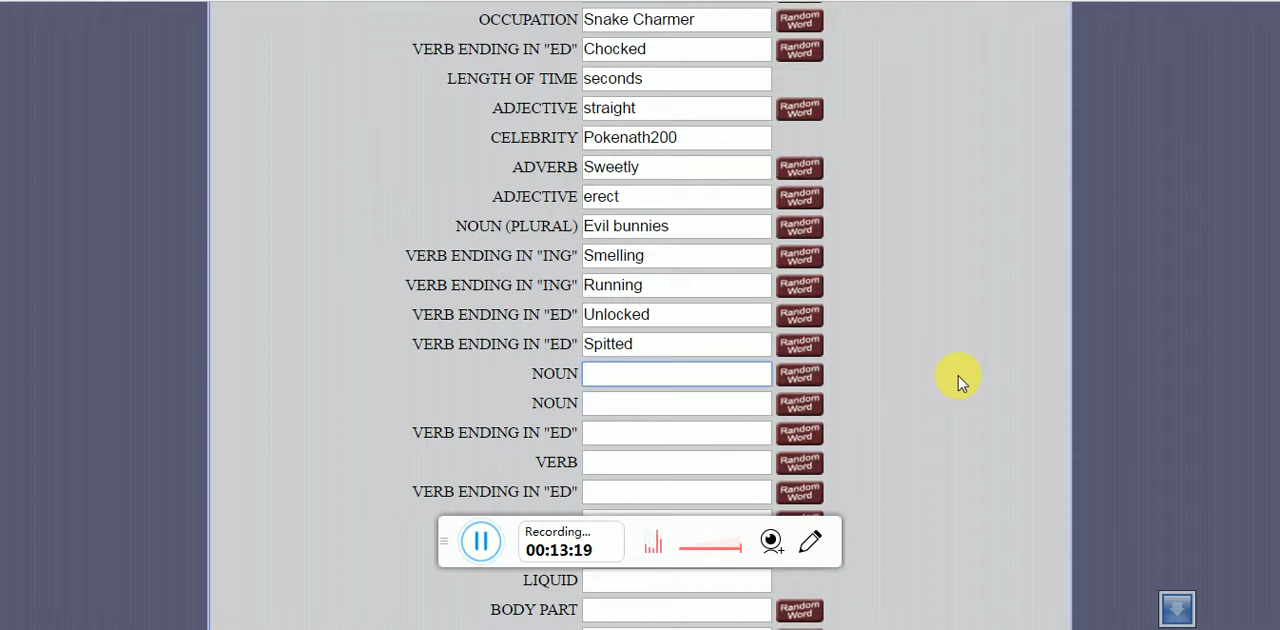 OCCUPATION Snake Charmer Random Word
VERB ENDING IN "ED" Chocked Random Word
LENGTH OF TIME seconds
ADJECTIVE straight Random Word
CELEBRITY Pokenath200
ADVERB Sweetly Random Word
ADJECTIVE erect Random Word
NOUN (PLURAL) Evil bunnies Random Word
VERB ENDING IN "ING" Smelling Random Word
VERB ENDING IN "ING" Running Random Word
VERB ENDING IN "ED" Unlocked Random Word
VERB ENDING IN "ED" Spitted Random Word
NOUN Random Word
NOUN Random Word
VERB ENDING IN "ED" Random Word
VERB Random Word
VERB ENDING IN "ED" Random Word
Recording...
00:13:19
LIQUID
BODY PART Random Word